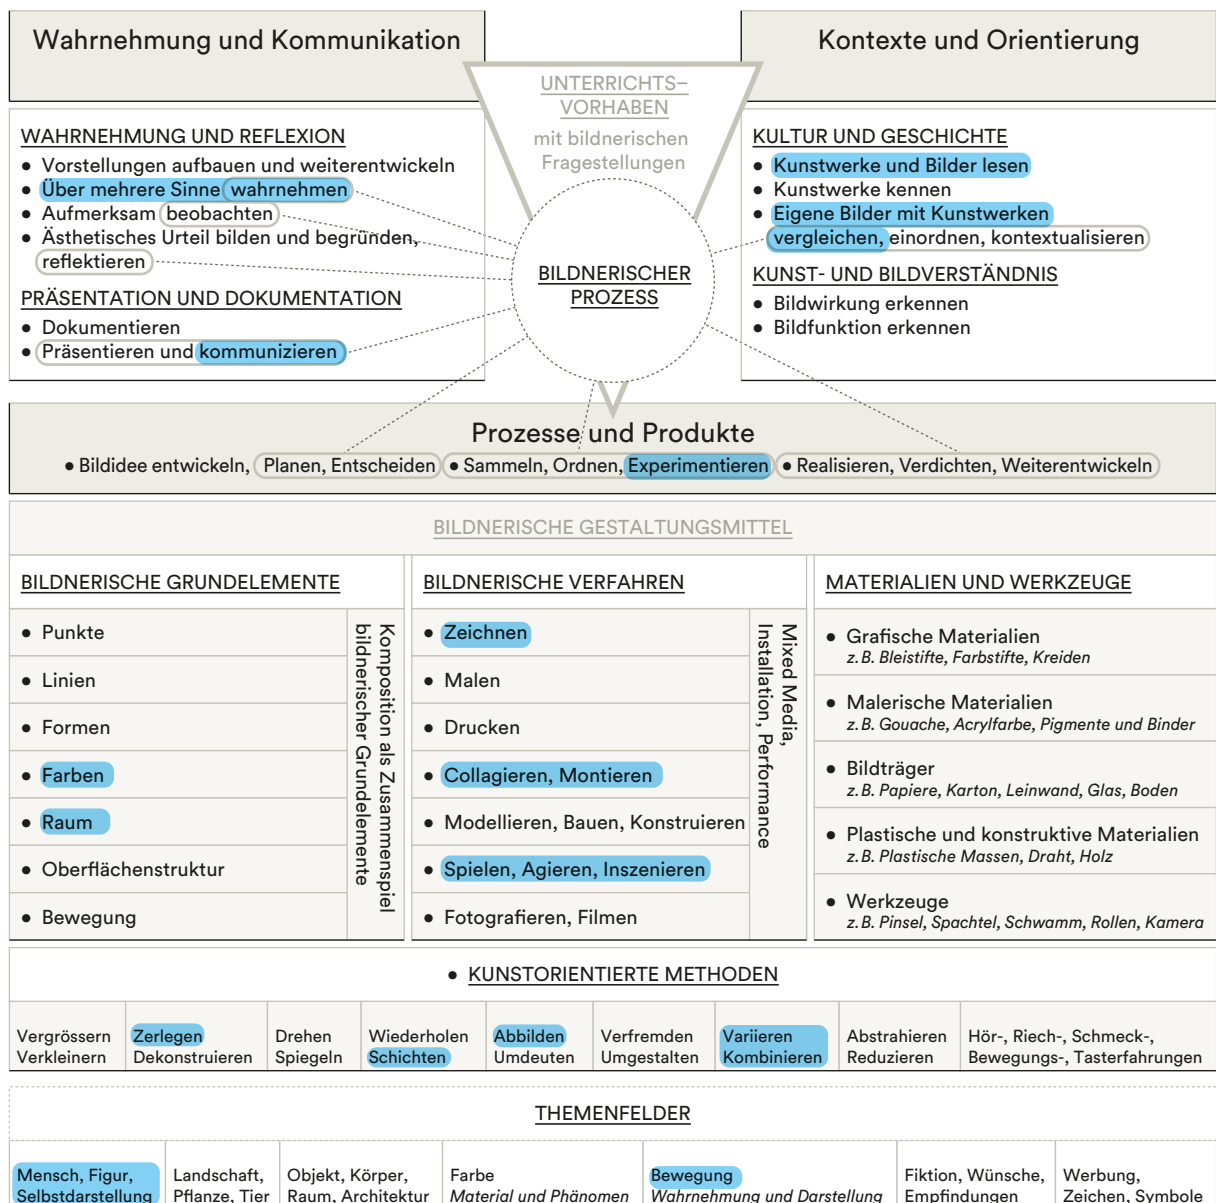 Wahrnehmung und Kommunikation
UNTERRICHTS–
VORHABEN
mit bildnerischen
Fragestellungen
Kontexte und Orientierung
WAHRNEHMUNG UND REFLEXION
• Vorstellungen aufbauen und weiterentwickeln
• Über mehrere Sinne wahrnehmen
• Aufmerksam beobachten
• Ästhetisches Urteil bilden und begründen,
reflektieren
PRÄSENTATION UND DOKUMENTATION
• Dokumentieren
• Präsentieren und kommunizieren
BILDNERISCHER
PROZESS
KULTUR UND GESCHICHTE
• Kunstwerke und Bilder lesen
• Kunstwerke kennen
• Eigene Bilder mit Kunstwerken
vergleichen, einordnen, kontextualisieren
KUNST- UND BILDVERSTÄNDNIS
• Bildwirkung erkennen
• Bildfunktion erkennen
Prozesse und Produkte
• Bildidee entwickeln, Planen, Entscheiden • Sammeln, Ordnen, Experimentieren • Realisieren, Verdichten, Weiterentwickeln
BILDNERISCHE GESTALTUNGSMITTEL
BILDNERISCHE GRUNDELEMENTE
• Punkte
• Linien
• Formen
• Farben
• Raum
• Oberflächenstruktur
• Bewegung
Komposition als Zusammenspiel
bildnerischer Grundelemente
BILDNERISCHE VERFAHREN
• Zeichnen
• Malen
• Drucken
• Collagieren, Montieren
• Modellieren, Bauen, Konstruieren
• Spielen, Agieren, Inszenieren
• Fotografieren, Filmen
Mixed Media,
Installation, Performance
MATERIALIEN UND WERKZEUGE
• Grafische Materialien
z. B. Bleistifte, Farbstifte, Kreiden
• Malerische Materialien
z. B. Gouache, Acrylfarbe, Pigmente und Binder
• Bildträger
z. B. Papiere, Karton, Leinwand, Glas, Boden
• Plastische und konstruktive Materialien
z. B. Plastische Massen, Draht, Holz
• Werkzeuge
z. B. Pinsel, Spachtel, Schwamm, Rollen, Kamera
• KUNSTORIENTIERTE METHODEN
Vergrössern
Verkleinern
Zerlegen
Dekonstruieren
Drehen
Spiegeln
Wiederholen
Schichten
Abbilden
Umdeuten
Verfremden
Umgestalten
Variieren
Kombinieren
Abstrahieren
Reduzieren
Hör-, Riech-, Schmeck-,
Bewegungs-, Tasterfahrungen
THEMENFELDER
Mensch, Figur,
Selbstdarstellung
Landschaft,
Pflanze, Tier
Objekt, Körper,
Raum, Architektur
Farbe
Material und Phänomen
Bewegung
Wahrnehmung und Darstellung
Fiktion, Wünsche,
Empfindungen
Werbung,
Zeichen, Symbole